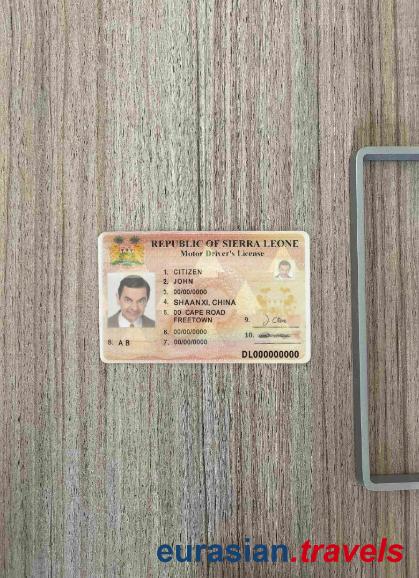 REPUBLIC OF SIERRA LEONE
Motor Driver's License
1. CITIZEN
2. JOHN
3. 00/00/0000
4. SHAANXI, CHINA
5. 00 CAPE ROAD
FREETOWN
9.
6. 00/00/0000
10.
8. A B
7. 00/00/0000
DL000000000
eurasian.travels